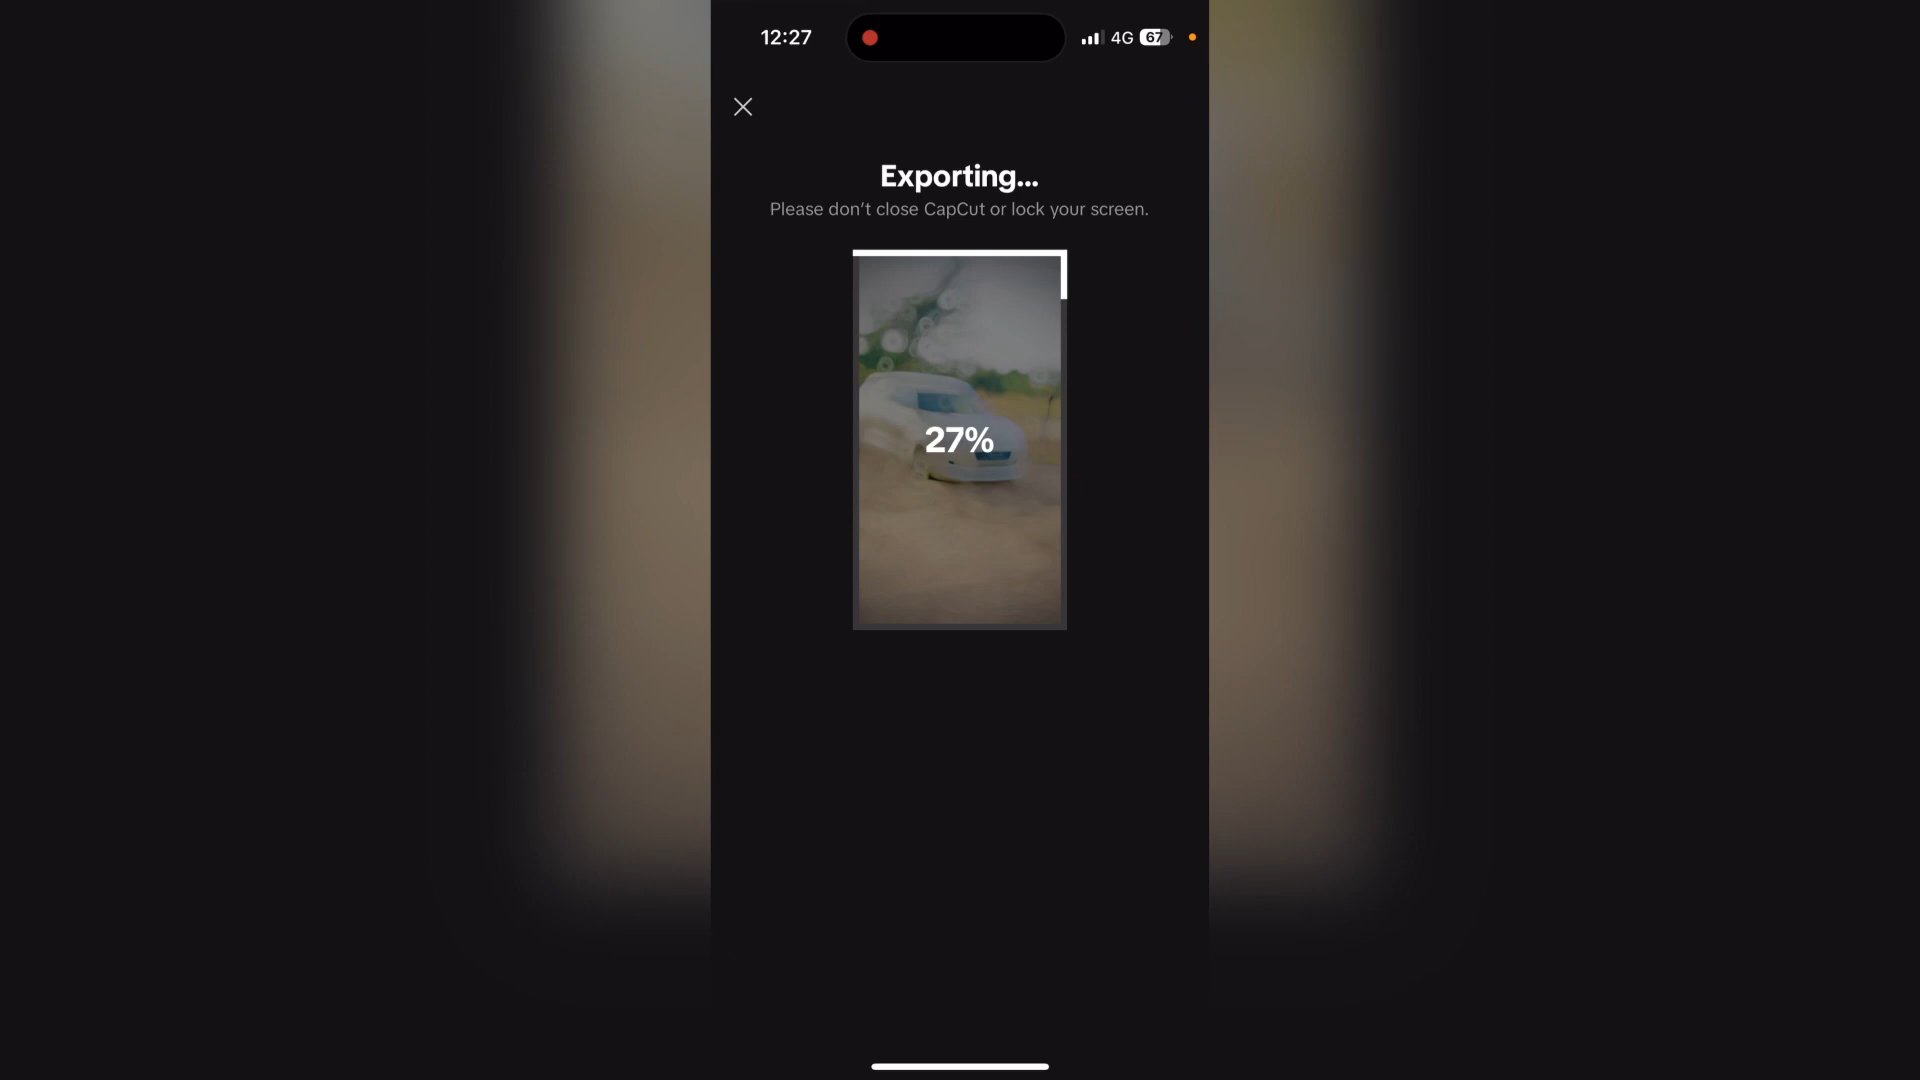 12:27
4G 67
Exporting...
Please don't close CapCut or lock your screen.
27%